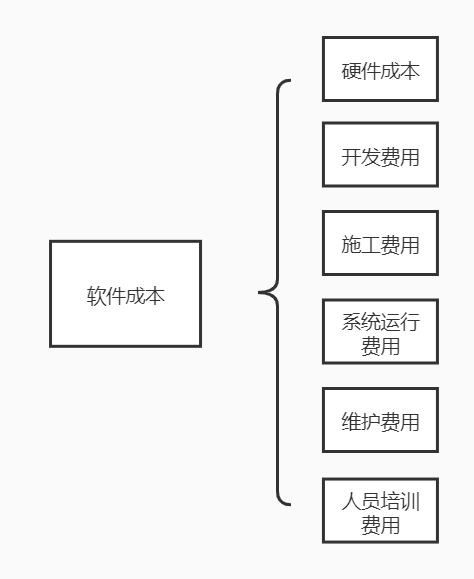 硬件成本
开发费用
施工费用
软件成本
系统运行
费用
维护费用
人员培训
费用